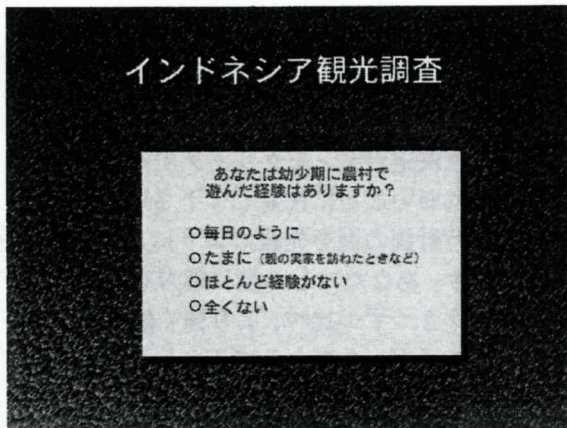 インドネシア観光調査
あなたは幼少期に農村で
遊んだ経験はありますか？
○毎日のように
○たまに（親の実家を訪ねたときなど）
○ほとんど経験がない
○全くない